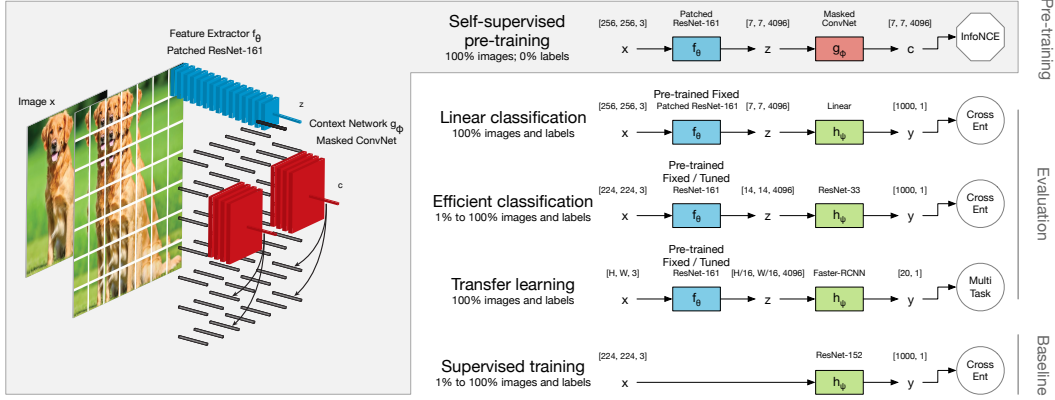 Feature Extractor fθ
Patched ResNet-161
Image x
z
Context Network gϕ
Masked ConvNet
c
Self-supervised
pre-training
100% images; 0% labels
[256, 256, 3]
Patched
ResNet-161
[7, 7, 4096]
Masked
ConvNet
[7, 7, 4096]
x
fθ
z
gϕ
c
InfoNCE
Pre-training
Linear classification
100% images and labels
Pre-trained Fixed
[256, 256, 3]
Patched ResNet-161
[7, 7, 4096]
Linear
[1000, 1]
x
fθ
z
hψ
y
Cross
Ent
Efficient classification
1% to 100% images and labels
Pre-trained
Fixed / Tuned
[224, 224, 3]
ResNet-161
[14, 14, 4096]
ResNet-33
[1000, 1]
x
fθ
z
hψ
y
Cross
Ent
Evaluation
Transfer learning
100% images and labels
Pre-trained
Fixed / Tuned
[H, W, 3]
ResNet-161
[H/16, W/16, 4096]
Faster-RCNN
[20, 1]
x
fθ
z
hψ
y
Multi
Task
Supervised training
1% to 100% images and labels
[224, 224, 3]
ResNet-152
[1000, 1]
x
hψ
y
Cross
Ent
Baseline